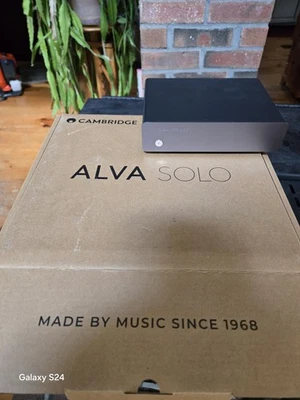 CAMBRIDGE
ALVA SOLO
MADE BY MUSIC SINCE 1968
Galaxy S24